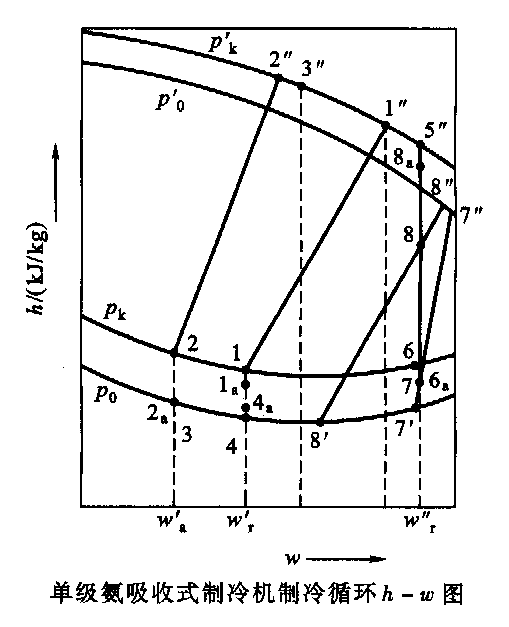 p′k
2″
3″
p′0
1″
5″
8a
8″
7″
8
h/(kJ/kg)
pk
2
1
6
1a
p0
4a
7
6a
2a
3
4
8′
7′
w′a
w′r
w″r
w
单级氨吸收式制冷机制冷循环 h - w 图